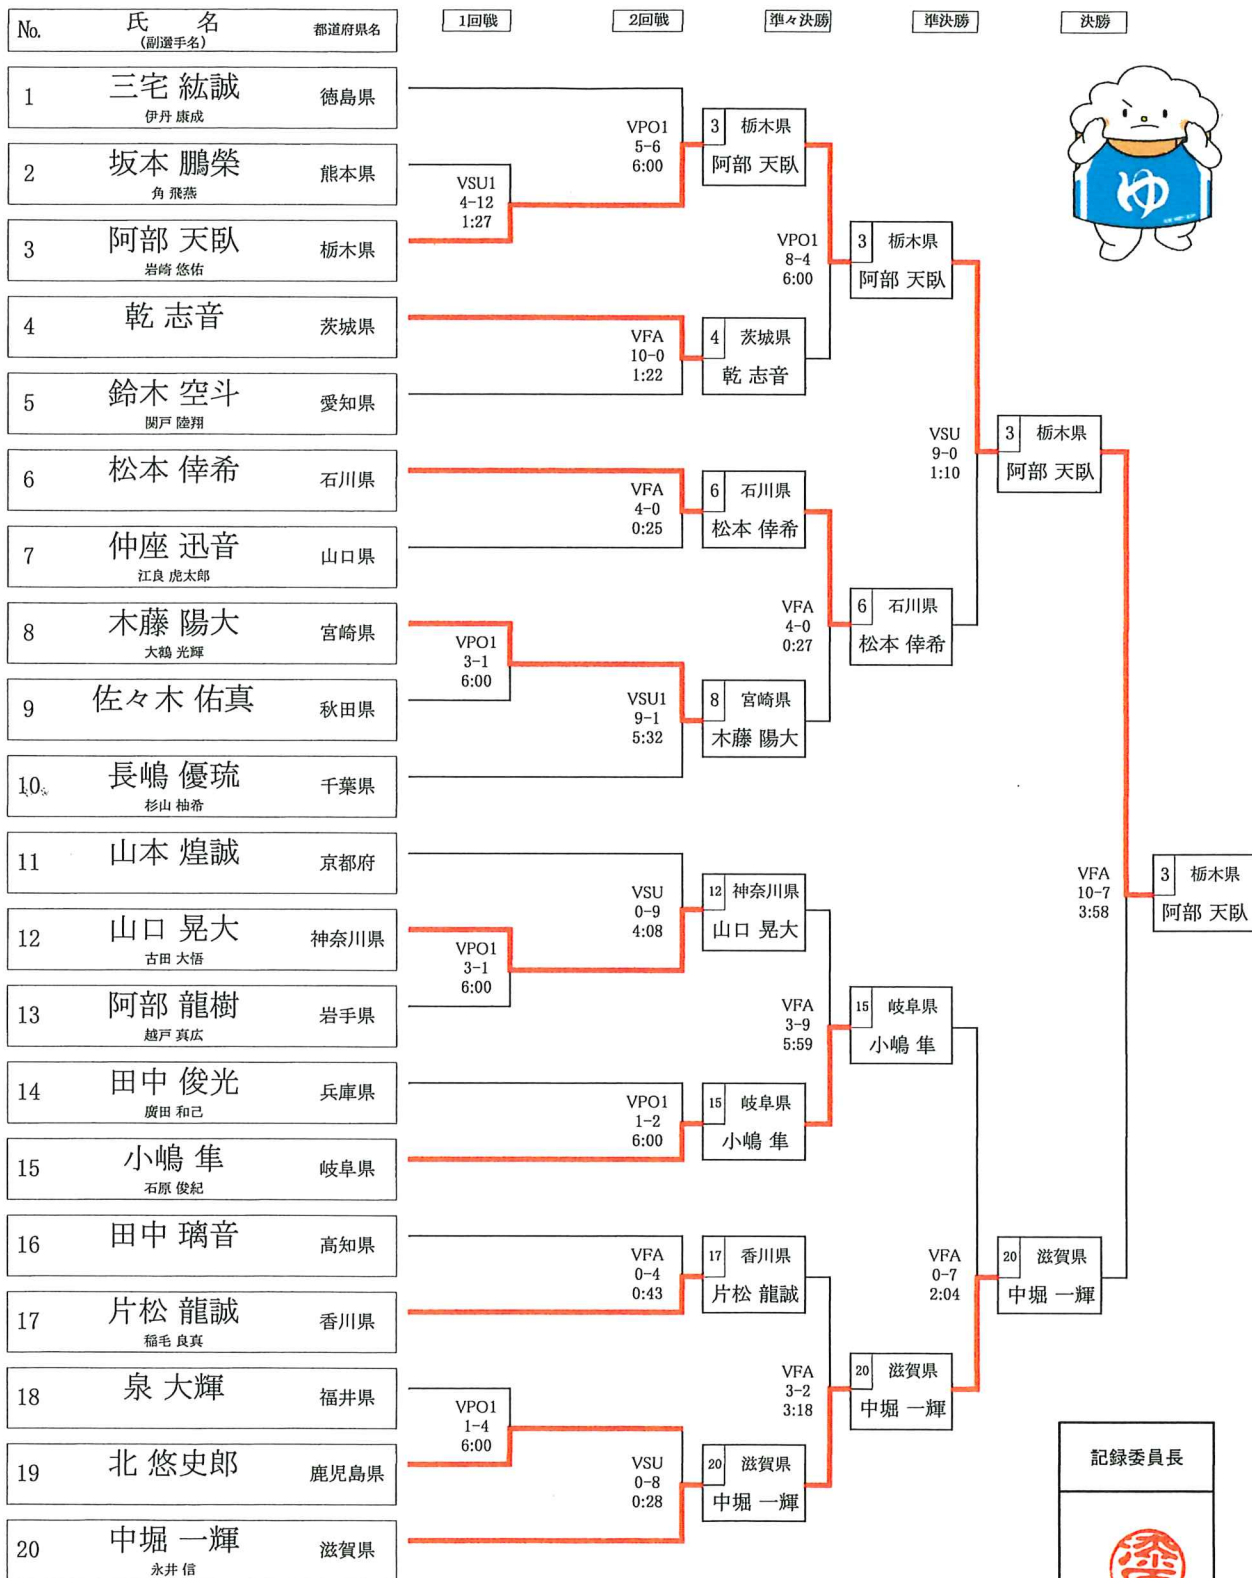 No. 氏　名 都道府県名
(副選手名)
1回戦 2回戦 準々決勝 準決勝 決勝
1 三宅 紘誠 徳島県
伊丹 康成
2 坂本 鵬榮 熊本県
角 飛燕
3 阿部 天臥 栃木県
岩崎 悠佑
4 乾 志音 茨城県
5 鈴木 空斗 愛知県
関戸 陸翔
6 松本 倖希 石川県
7 仲座 迅音 山口県
江良 虎太郎
8 木藤 陽大 宮崎県
大鶴 光輝
9 佐々木 佑真 秋田県
10 長嶋 優琉 千葉県
杉山 柚希
11 山本 煌誠 京都府
12 山口 晃大 神奈川県
古田 大悟
13 阿部 龍樹 岩手県
越戸 真広
14 田中 俊光 兵庫県
廣田 和己
15 小嶋 隼 岐阜県
石原 俊紀
16 田中 璃音 高知県
17 片松 龍誠 香川県
稲毛 良真
18 泉 大輝 福井県
19 北 悠史郎 鹿児島県
20 中堀 一輝 滋賀県
永井 信
VSU1
4-12
1:27
VPO1
3-1
6:00
VPO1
3-1
6:00
VPO1
1-4
6:00
VPO1
5-6
6:00
VFA
10-0
1:22
VFA
4-0
0:25
VSU1
9-1
5:32
VSU
0-9
4:08
VPO1
1-2
6:00
VFA
0-4
0:43
VSU
0-8
0:28
3 栃木県
阿部 天臥
4 茨城県
乾 志音
6 石川県
松本 倖希
8 宮崎県
木藤 陽大
12 神奈川県
山口 晃大
15 岐阜県
小嶋 隼
17 香川県
片松 龍誠
20 滋賀県
中堀 一輝
VPO1
8-4
6:00
VFA
4-0
0:27
VFA
3-9
5:59
VFA
3-2
3:18
3 栃木県
阿部 天臥
6 石川県
松本 倖希
15 岐阜県
小嶋 隼
20 滋賀県
中堀 一輝
VSU
9-0
1:10
VFA
0-7
2:04
3 栃木県
阿部 天臥
20 滋賀県
中堀 一輝
VFA
10-7
3:58
3 栃木県
阿部 天臥
ゆ
記録委員長